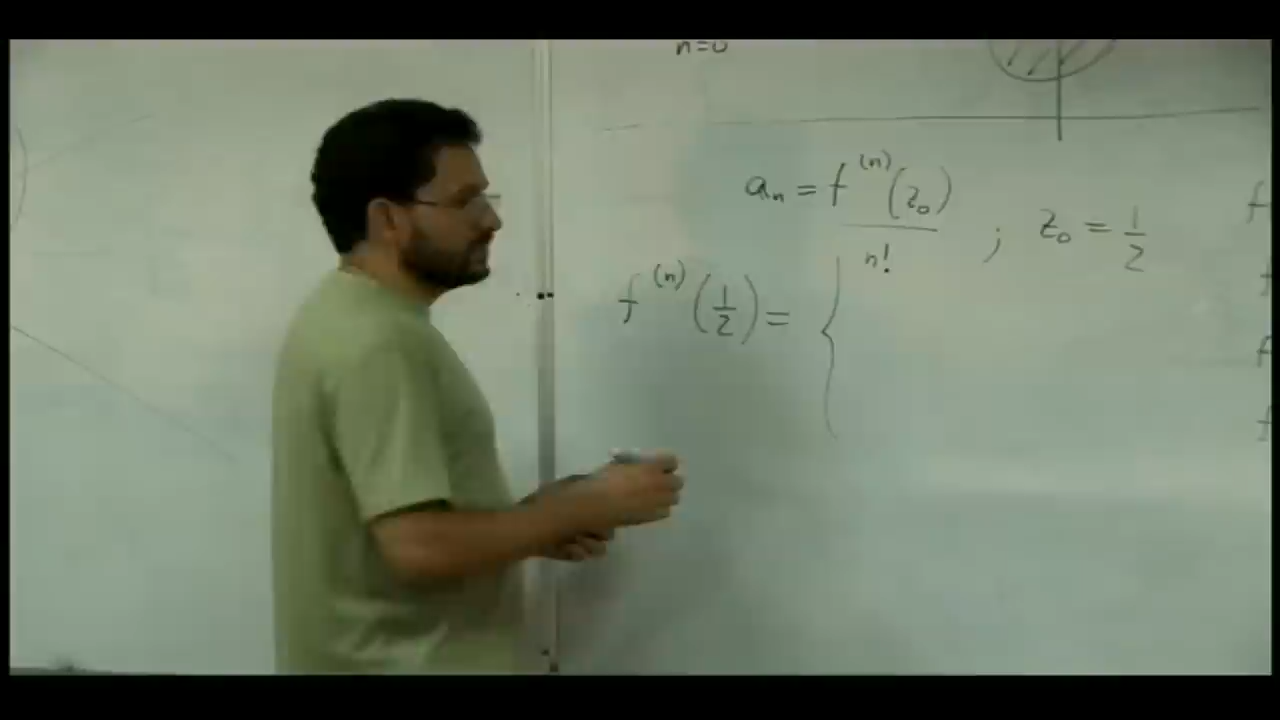 n=0
aₙ = f⁽ⁿ⁾(z₀) / n! ; z₀ = 1/2
f⁽ⁿ⁾(1/2) = {
f
f
f
f